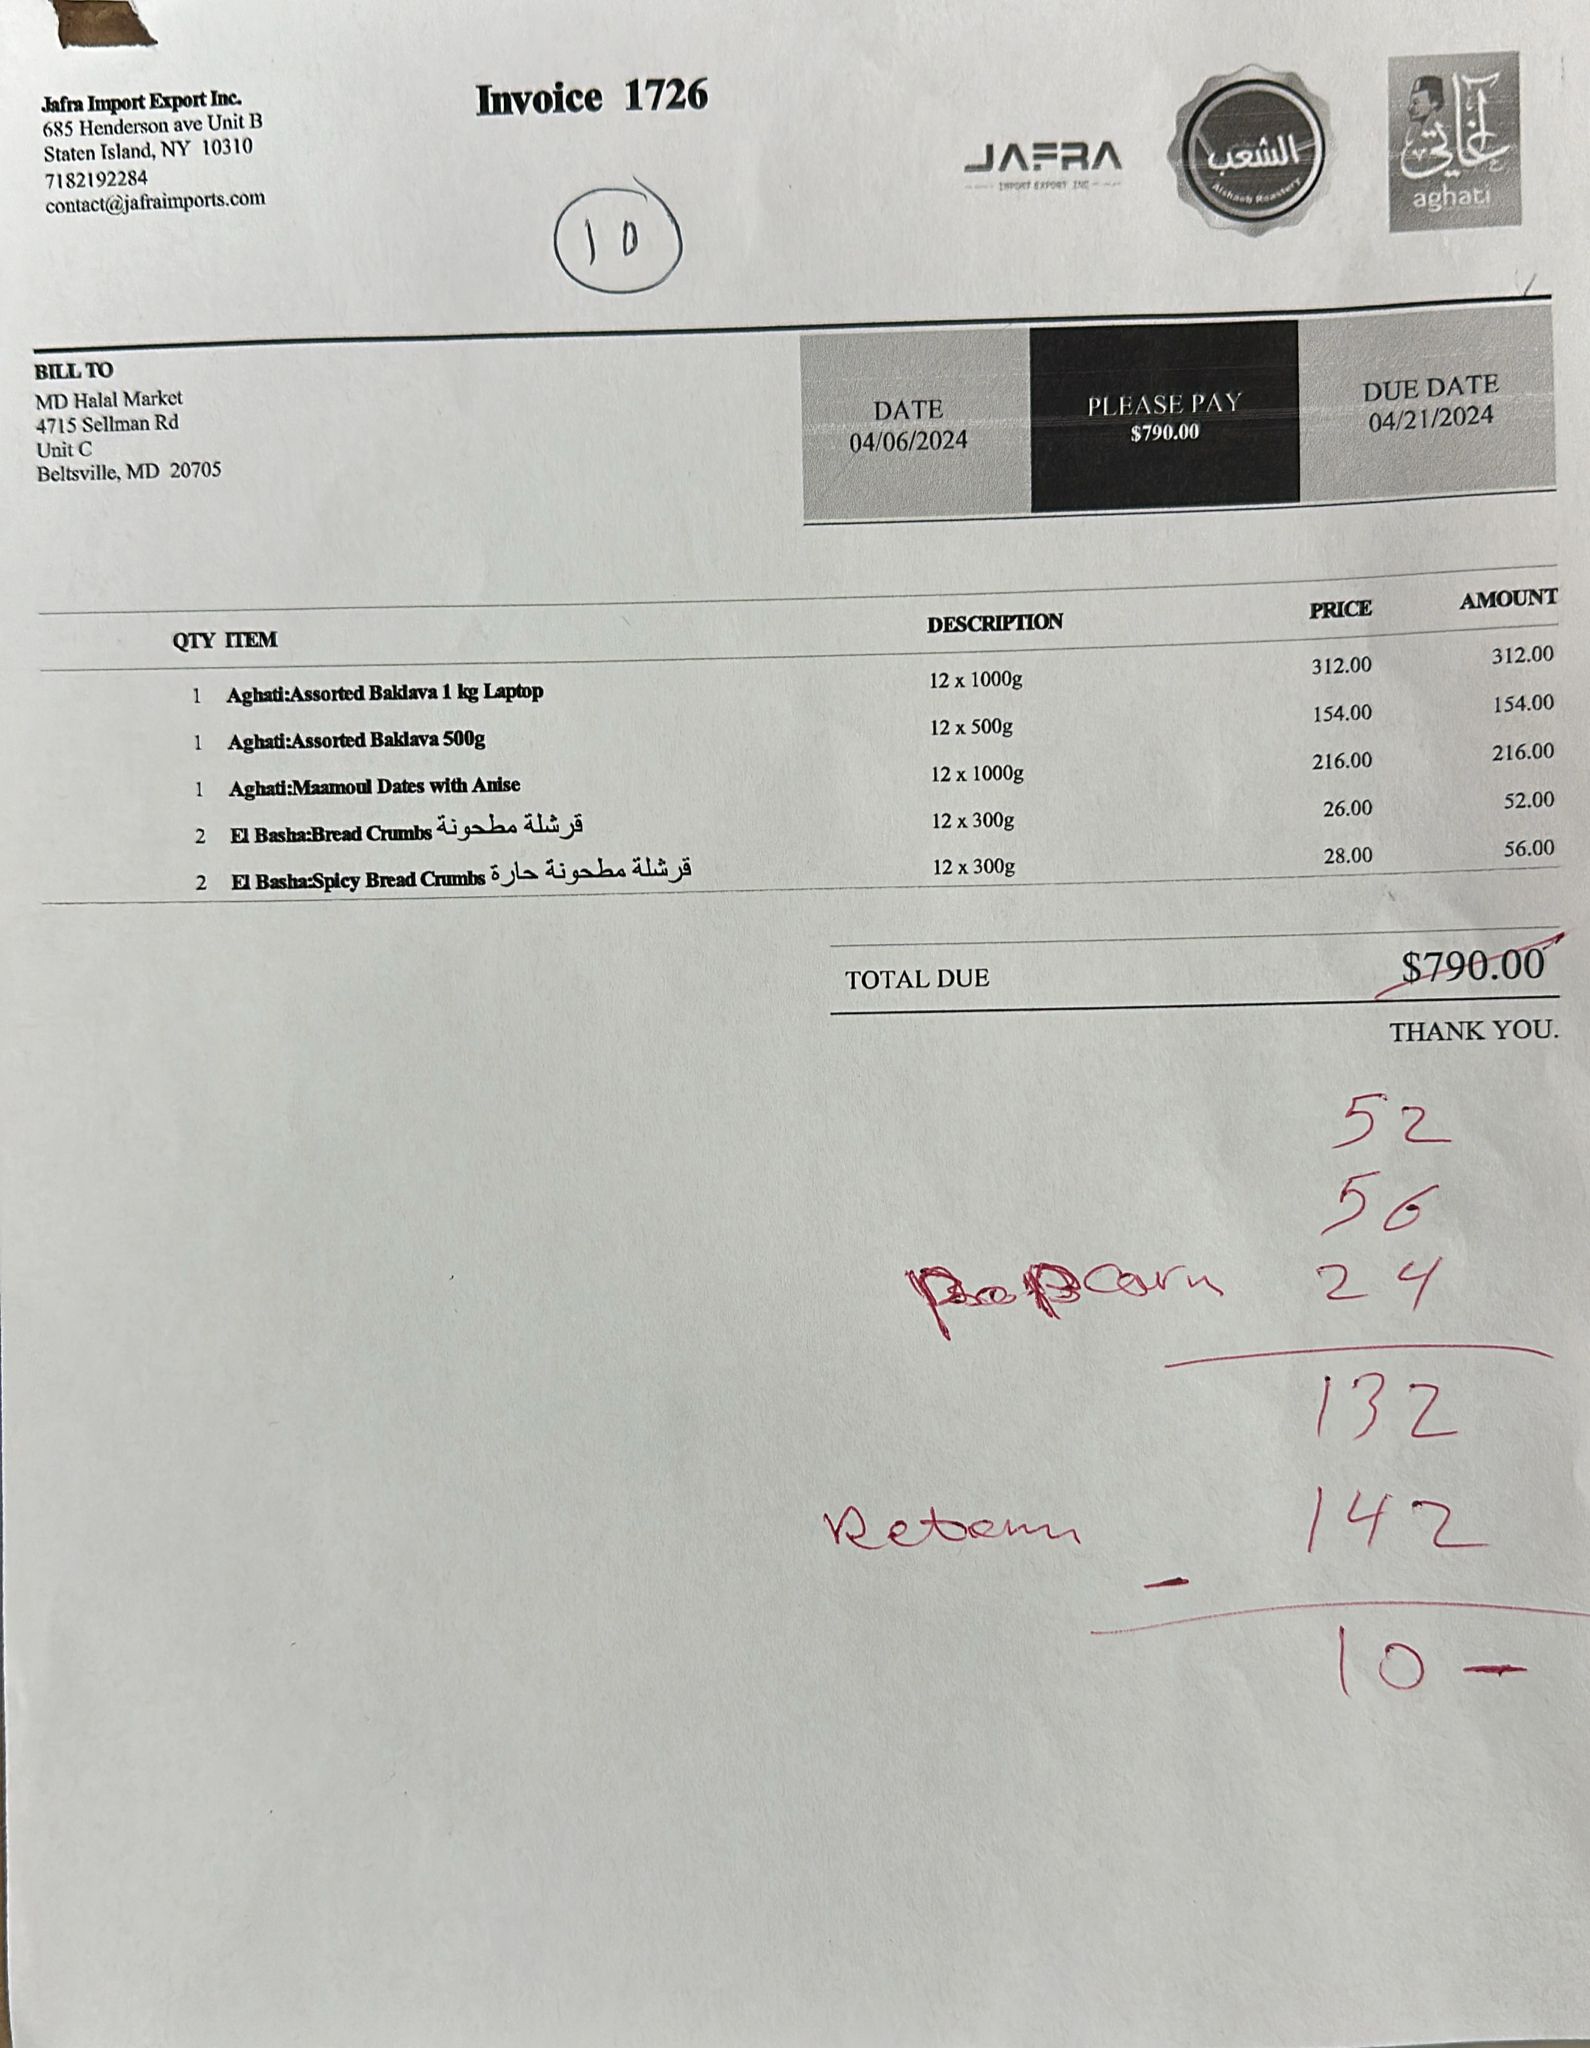 Jafra Import Export Inc.
685 Henderson ave Unit B
Staten Island, NY 10310
7182192284
contact@jafraimports.com
Invoice 1726
10
JAFRA
IMPORT EXPORT INC
الشعب
Alshaab Roastery
آغاتي
aghati
BILL TO
MD Halal Market
4715 Sellman Rd
Unit C
Beltsville, MD 20705
DATE
04/06/2024
PLEASE PAY
$790.00
DUE DATE
04/21/2024
QTY ITEM DESCRIPTION PRICE AMOUNT
1 Aghati:Assorted Baklava 1 kg Laptop 12 x 1000g 312.00 312.00
1 Aghati:Assorted Baklava 500g 12 x 500g 154.00 154.00
1 Aghati:Maamoul Dates with Anise 12 x 1000g 216.00 216.00
2 El Basha:Bread Crumbs قرشلة مطحونة 12 x 300g 26.00 52.00
2 El Basha:Spicy Bread Crumbs قرشلة مطحونة حارة 12 x 300g 28.00 56.00
TOTAL DUE $790.00
THANK YOU.
52
56
PoPcorn 24
132
Return 142
-
10 -